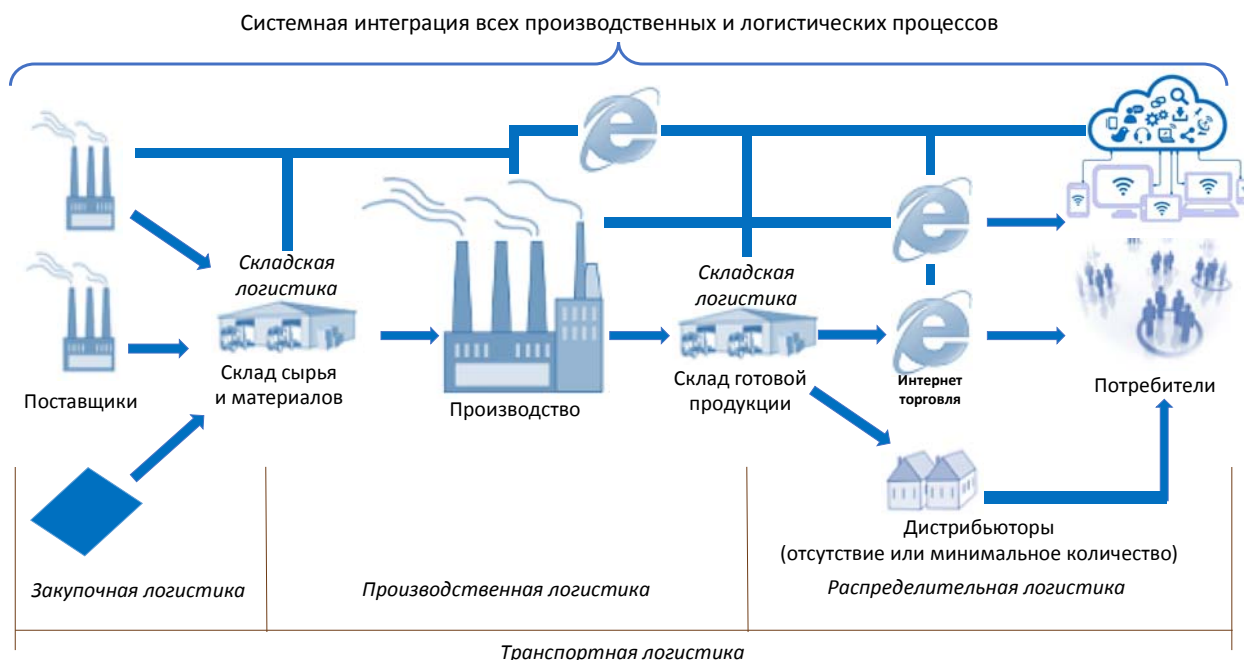 Системная интеграция всех производственных и логистических процессов
Складская
логистика
Складская
логистика
Поставщики
Склад сырья
и материалов
Производство
Склад готовой
продукции
Интернет
торговля
Потребители
Дистрибьюторы
(отсутствие или минимальное количество)
Закупочная логистика
Производственная логистика
Распределительная логистика
Транспортная логистика